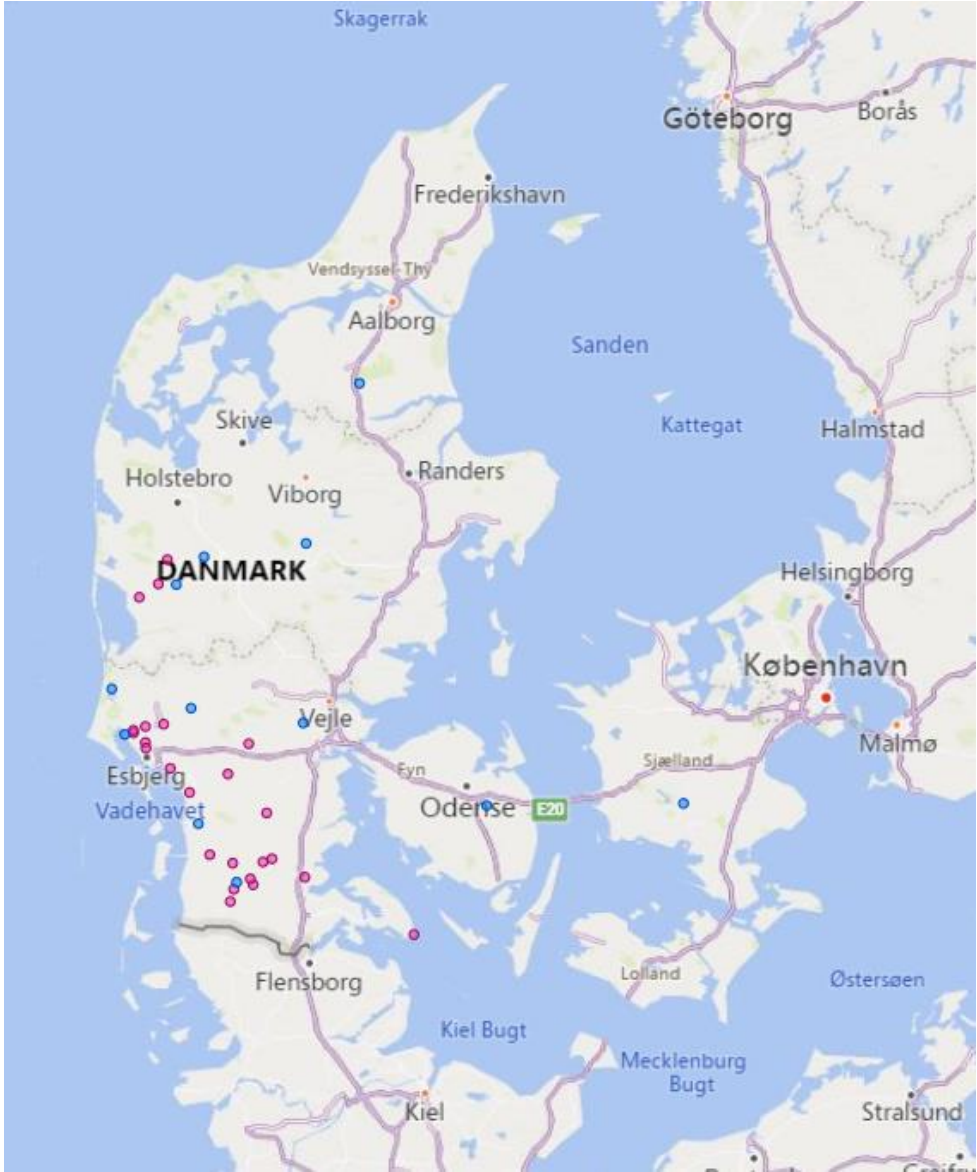 Skagerrak
Göteborg
Borås
Frederikshavn
Vendsyssel-Thy
Aalborg
Sanden
Kattegat
Skive
Halmstad
Holstebro
Viborg
Randers
DANMARK
Helsingborg
København
Vejle
Malmø
Esbjerg
Fyn
Sjælland
Vadehavet
Odense
E20
Flensborg
Lolland
Østersøen
Kiel Bugt
Mecklenburg
Bugt
Kiel
Stralsund